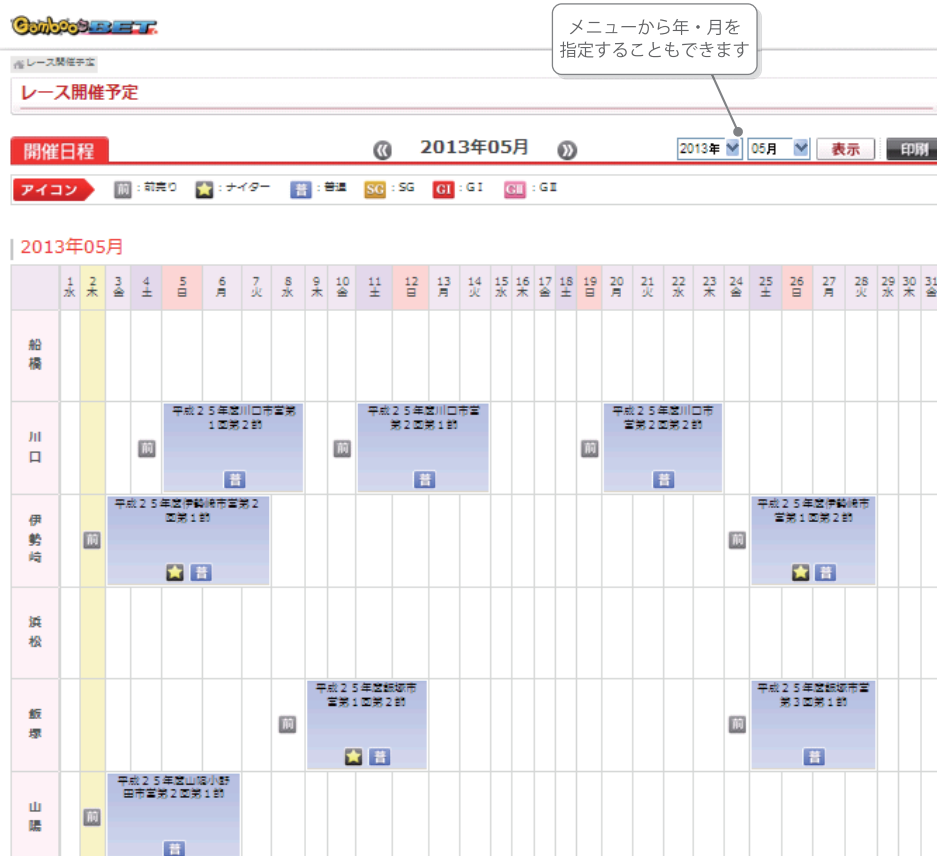 Gamboo BET
メニューから年・月を
指定することもできます
レース開催予定
レース開催予定
開催日程
2013年05月
2013年 05月 表示 印刷
アイコン 前 : 前売り : ナイター 普 : 普通 SG : SG GI : GI GII : GII
2013年05月
1 2 3 4 5 6 7 8 9 10 11 12 13 14 15 16 17 18 19 20 21 22 23 24 25 26 27 28 29 30 31
水 木 金 土 日 月 火 水 木 金 土 日 月 火 水 木 金 土 日 月 火 水 木 金 土 日 月 火 水 木 金
船
橋
平成25年度川口市営第 平成25年度川口市営 平成25年度川口市
1回第2節 第2回第1節 営第2回第2節
川
口
前 前 前
普 普 普
平成25年度伊勢崎市営第2 平成25年度伊勢崎市
回第1節 営第1回第2節
伊
勢
崎
前 前
普 普
浜
松
平成25年度飯塚市 平成25年度飯塚市営
営第1回第2節 第3回第1節
飯
塚
前 前
普 普
平成25年度山陽小野
田市営第2回第1節
山
陽
前
普